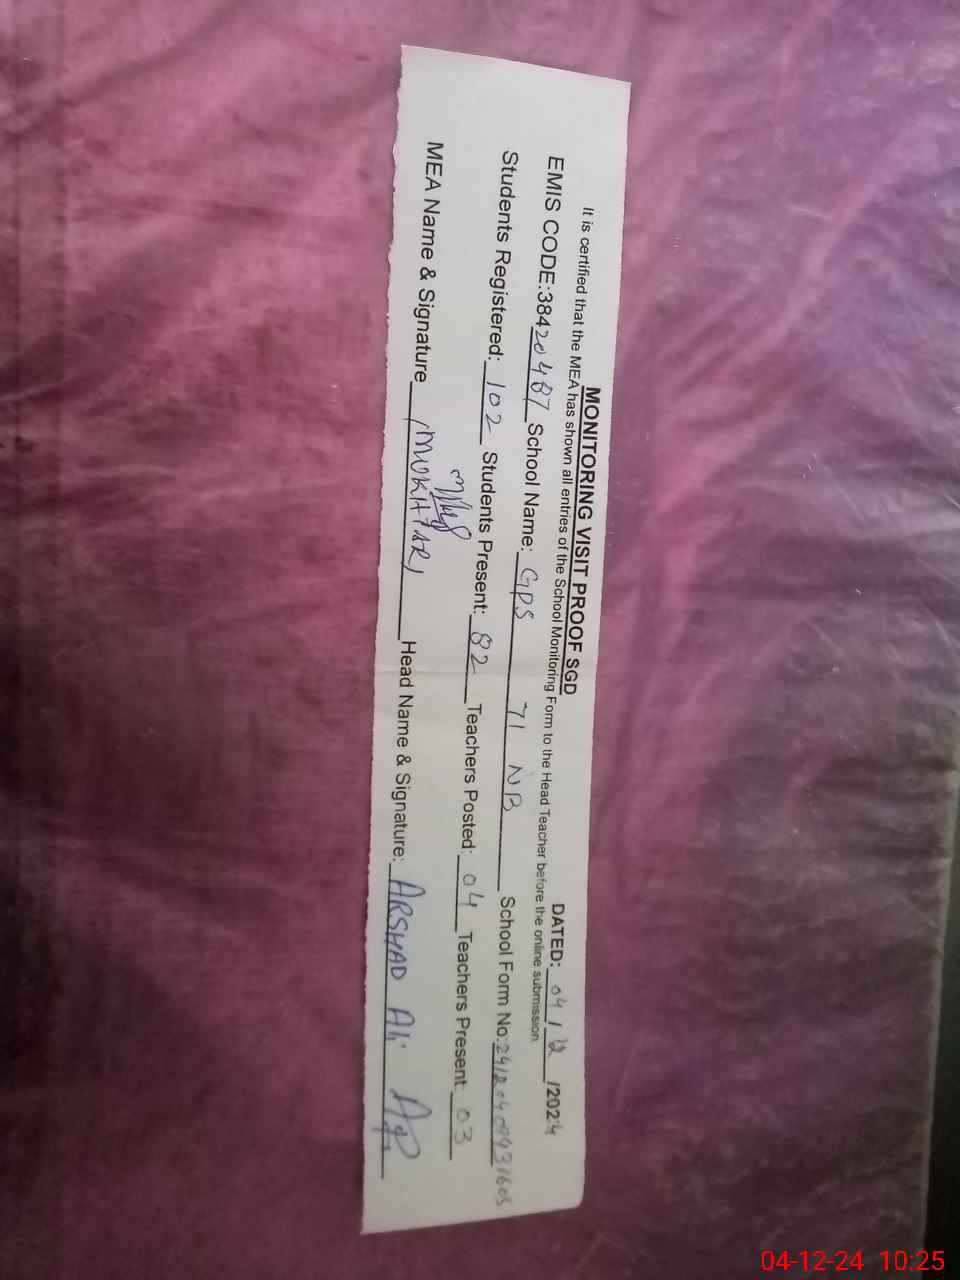 MONITORING VISIT PROOF SGD
DATED: 04/12/2024
It is certified that the MEA has shown all entries of the School Monitoring Form to the Head Teacher before the online submission
EMIS CODE:38420487 School Name: GPS 71 NB School Form No:24120409431605
Students Registered: 102 Students Present: 82 Teachers Posted: 04 Teachers Present: 03
MEA Name & Signature MUKHTAR Head Name & Signature: ARSHAD Ali
04-12-24 10:25